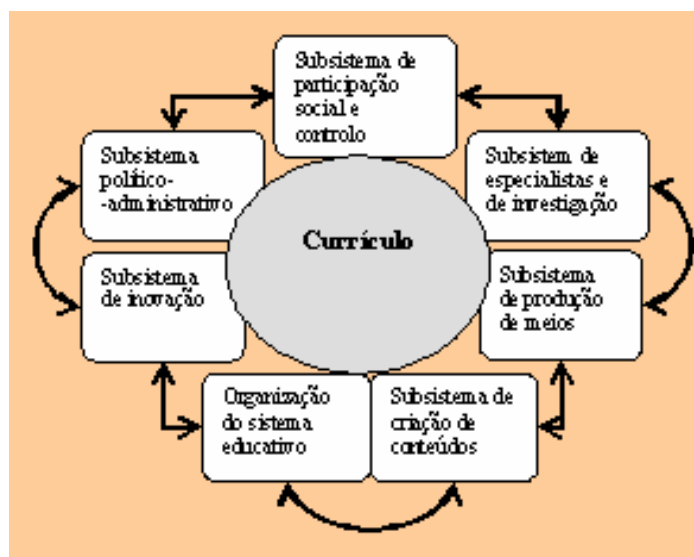 Subsistema de
participação
social e
controlo
Subsistema
político-
-administrativo
Subsistem de
especialistas e
de investigação
Currículo
Subsistema
de inovação
Subsistema
de produção
de meios
Organização
do sistema
educativo
Subsistema de
criação de
conteúdos